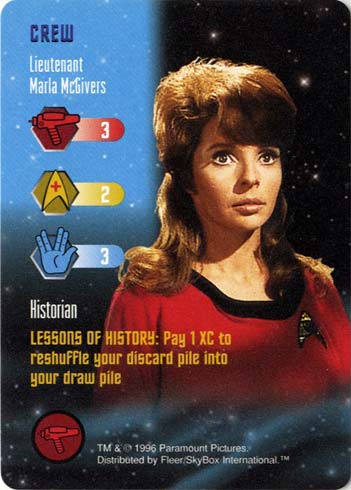 CREW
Lieutenant
Marla McGivers
3
2
3
Historian
LESSONS OF HISTORY: Pay 1 XC to
reshuffle your discard pile into
your draw pile
TM & © 1996 Paramount Pictures.
Distributed by Fleer/SkyBox International.™